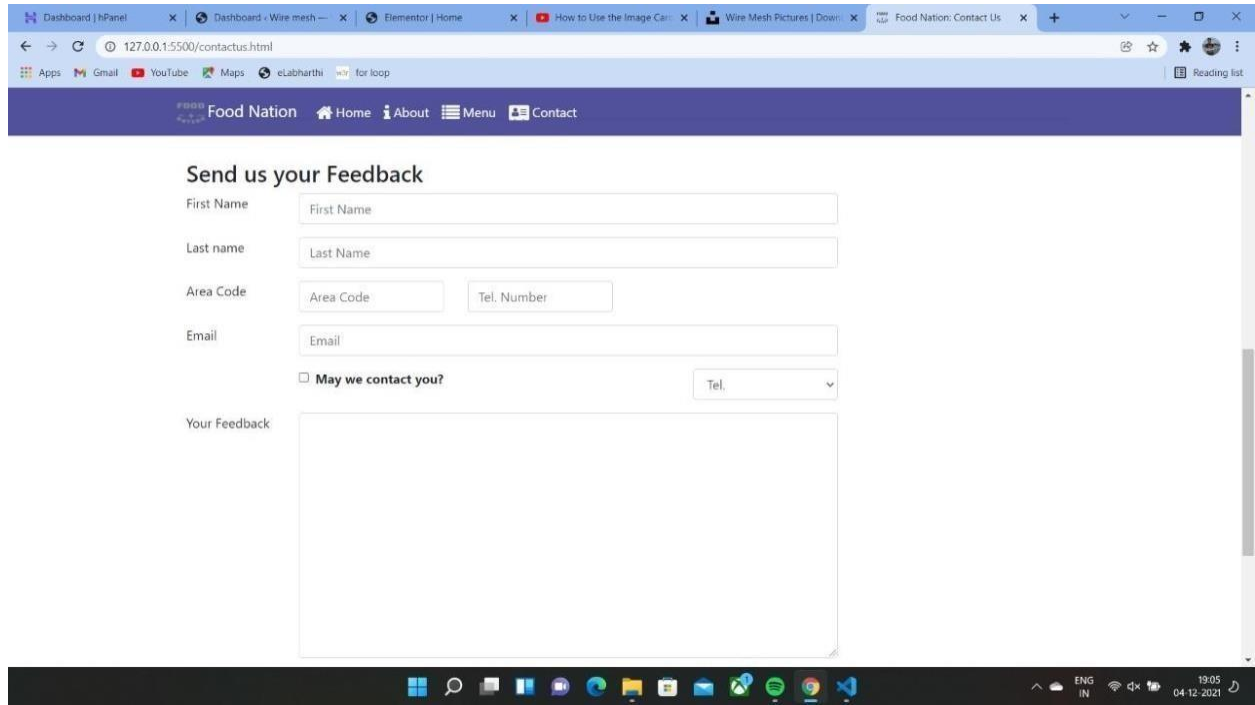 Dashboard | hPanel Dashboard ‹ Wire mesh — Elementor | Home How to Use the Image Car Wire Mesh Pictures | Down Food Nation: Contact Us
127.0.0.1:5500/contactus.html
Apps Gmail YouTube Maps eLabharthi for loop Reading list
FOOD Food Nation Home About Menu Contact
Send us your Feedback
First Name First Name
Last name Last Name
Area Code Area Code Tel. Number
Email Email
May we contact you? Tel.
Your Feedback
ENG 19:05
IN 04-12-2021